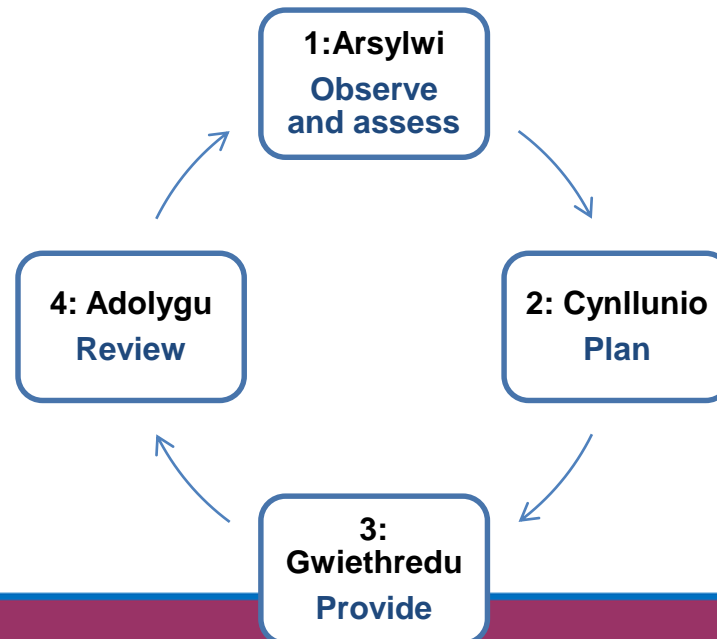 1:Arsylwi
Observe
and assess
2: Cynllunio
Plan
3:
Gwiethredu
Provide
4: Adolygu
Review